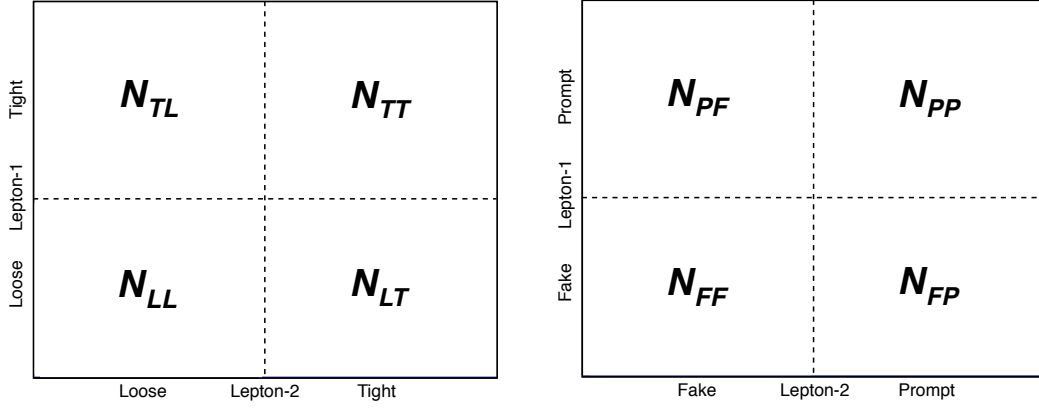 Tight
Lepton-1
Loose
N_TL
N_TT
N_LL
N_LT
Loose
Lepton-2
Tight
Prompt
Lepton-1
Fake
N_PF
N_PP
N_FF
N_FP
Fake
Lepton-2
Prompt